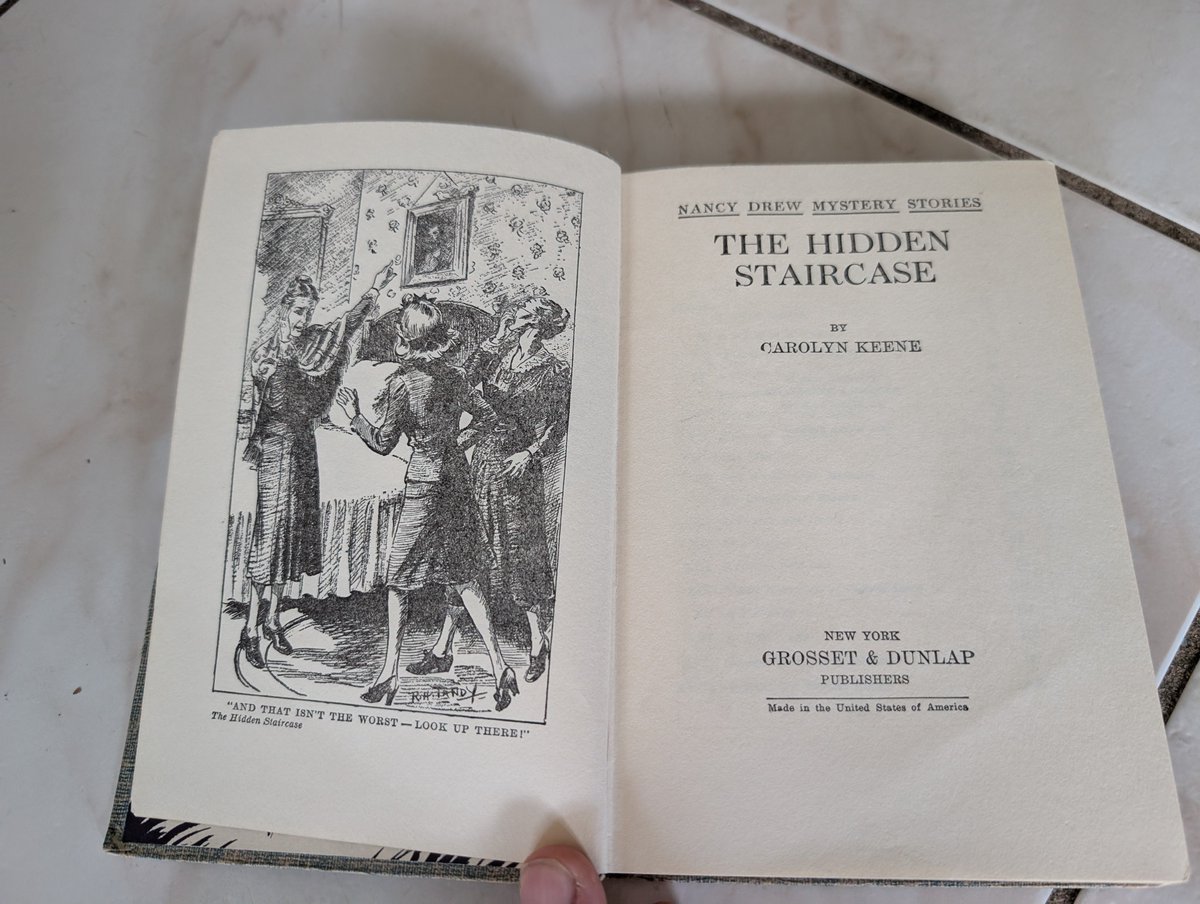 R.H.TANDY
"AND THAT ISN'T THE WORST — LOOK UP THERE!"
The Hidden Staircase
NANCY DREW MYSTERY STORIES
THE HIDDEN
STAIRCASE
BY
CAROLYN KEENE
NEW YORK
GROSSET & DUNLAP
PUBLISHERS
Made in the United States of America